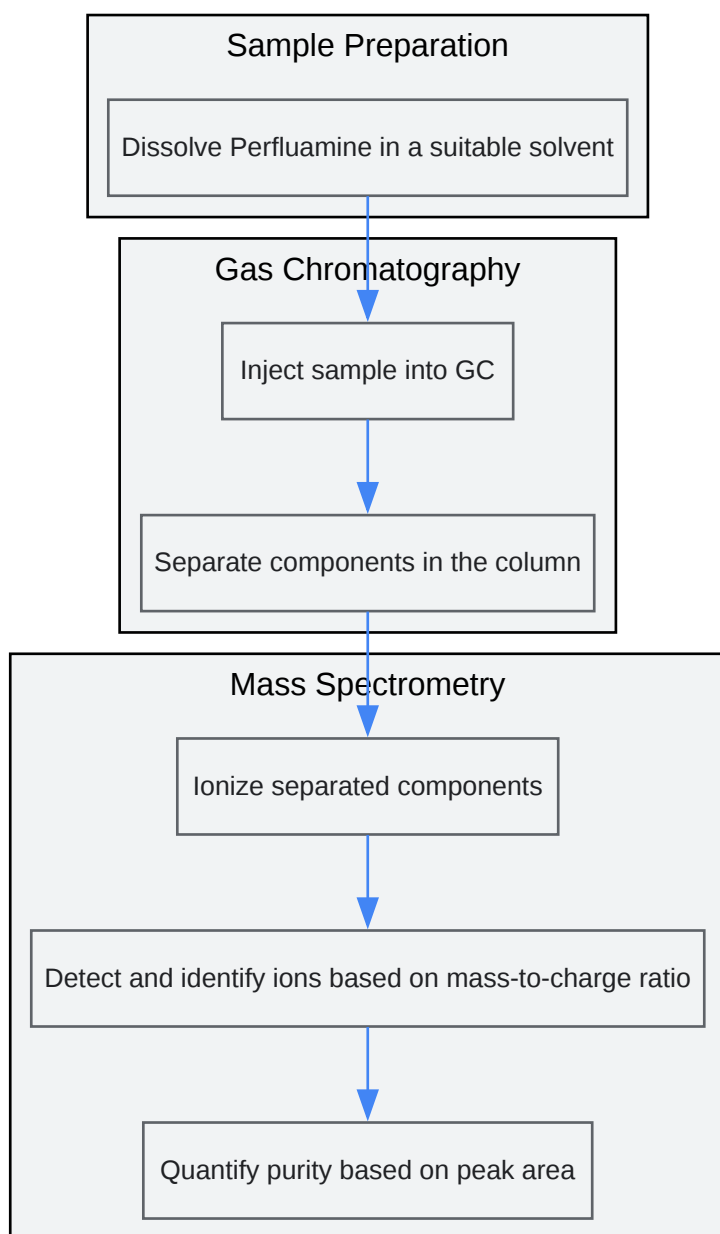 Sample Preparation
Dissolve Perfluamine in a suitable solvent
Gas Chromatography
Inject sample into GC
Separate components in the column
Mass Spectrometry
Ionize separated components
Detect and identify ions based on mass-to-charge ratio
Quantify purity based on peak area